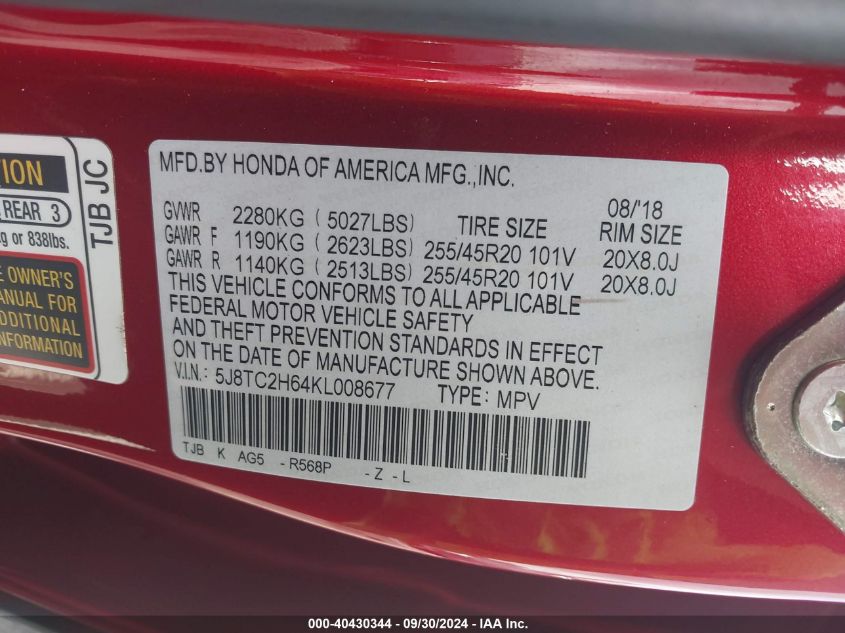 ION
REAR 3
g or 838lbs.
TJB JC
E OWNER'S
ANUAL FOR
DDITIONAL
NFORMATION
MFD.BY HONDA OF AMERICA MFG.,INC.
08/'18
GVWR 2280KG (5027LBS) TIRE SIZE RIM SIZE
GAWR F 1190KG (2623LBS) 255/45R20 101V 20X8.0J
GAWR R 1140KG (2513LBS) 255/45R20 101V 20X8.0J
THIS VEHICLE CONFORMS TO ALL APPLICABLE
FEDERAL MOTOR VEHICLE SAFETY
AND THEFT PREVENTION STANDARDS IN EFFECT
ON THE DATE OF MANUFACTURE SHOWN ABOVE.
V.I.N.: 5J8TC2H64KL008677 TYPE: MPV
TJB K AG5 -R568P -Z-L
000-40430344 - 09/30/2024 - IAA Inc.